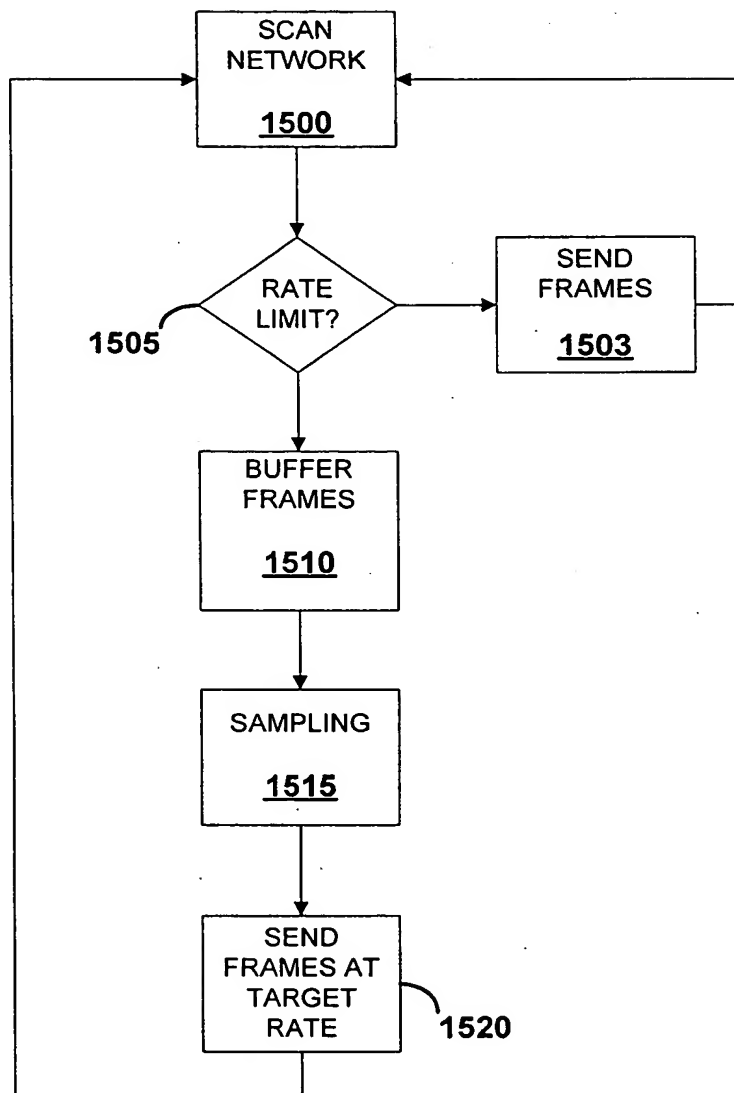 SCAN
NETWORK
1500
RATE
LIMIT?
1505
SEND
FRAMES
1503
BUFFER
FRAMES
1510
SAMPLING
1515
SEND
FRAMES AT
TARGET
RATE
1520